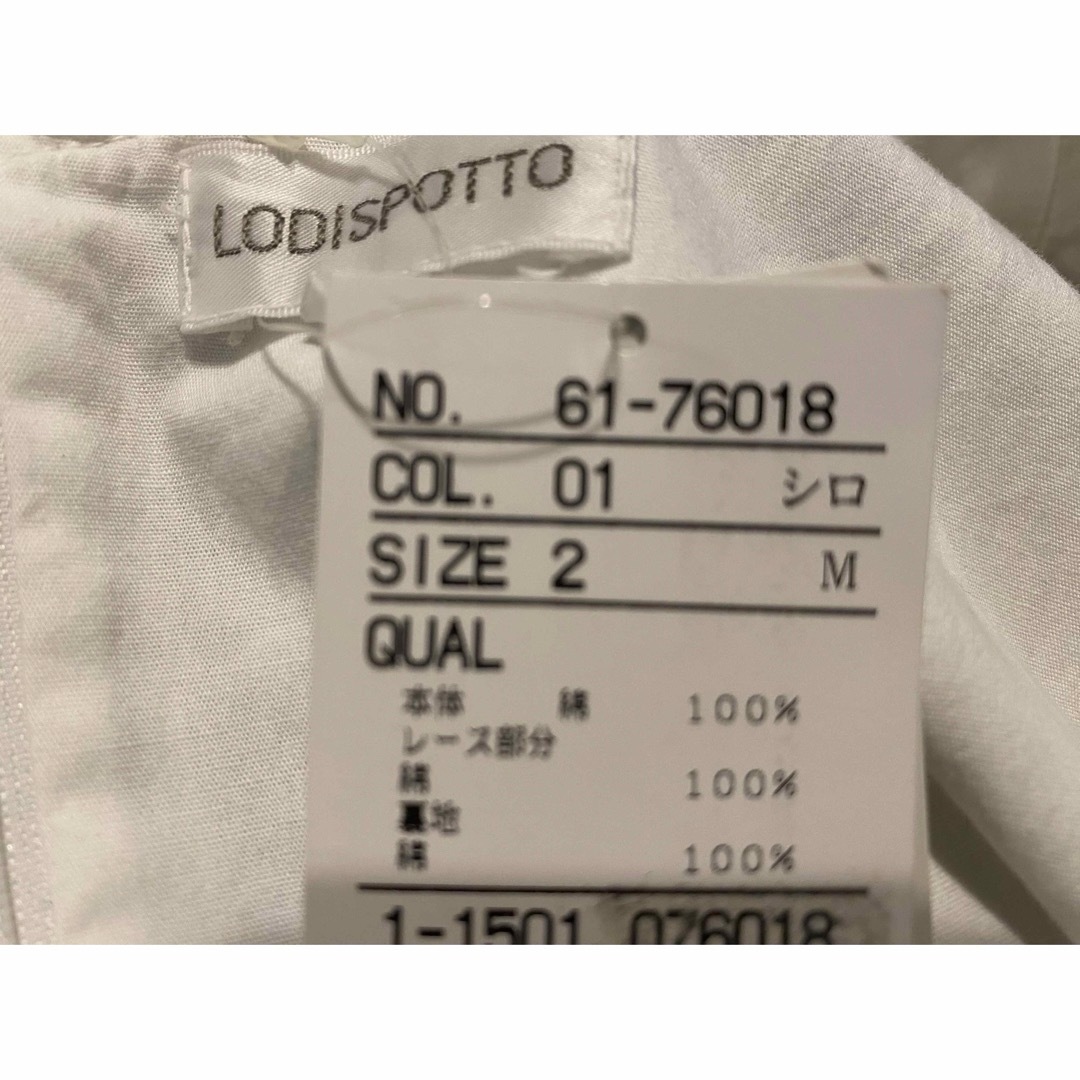 LODISPOTTO
NO. 61-76018
COL. 01 シロ
SIZE 2 M
QUAL
本体 綿 100%
レース部分
綿 100%
裏地
綿 100%
1-1501 076018